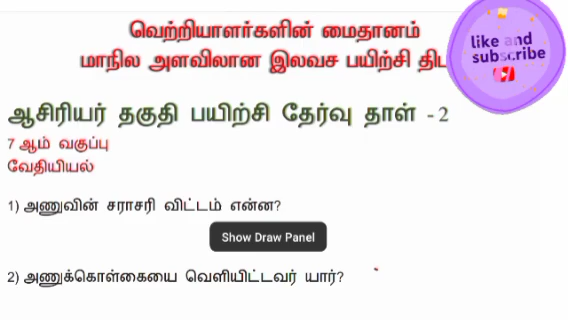 வெற்றியாளர்களின் மைதானம்
மாநில அளவிலான இலவச பயிற்சி
like and
subscribe
ஆசிரியர் தகுதி பயிற்சி தேர்வு தாள் -2
7 ஆம் வகுப்பு
வேதியியல்
1) அணுவின் சராசரி விட்டம் என்ன?
Show Draw Panel
2) அணுக்கொள்கையை வெளியிட்டவர் யார்?